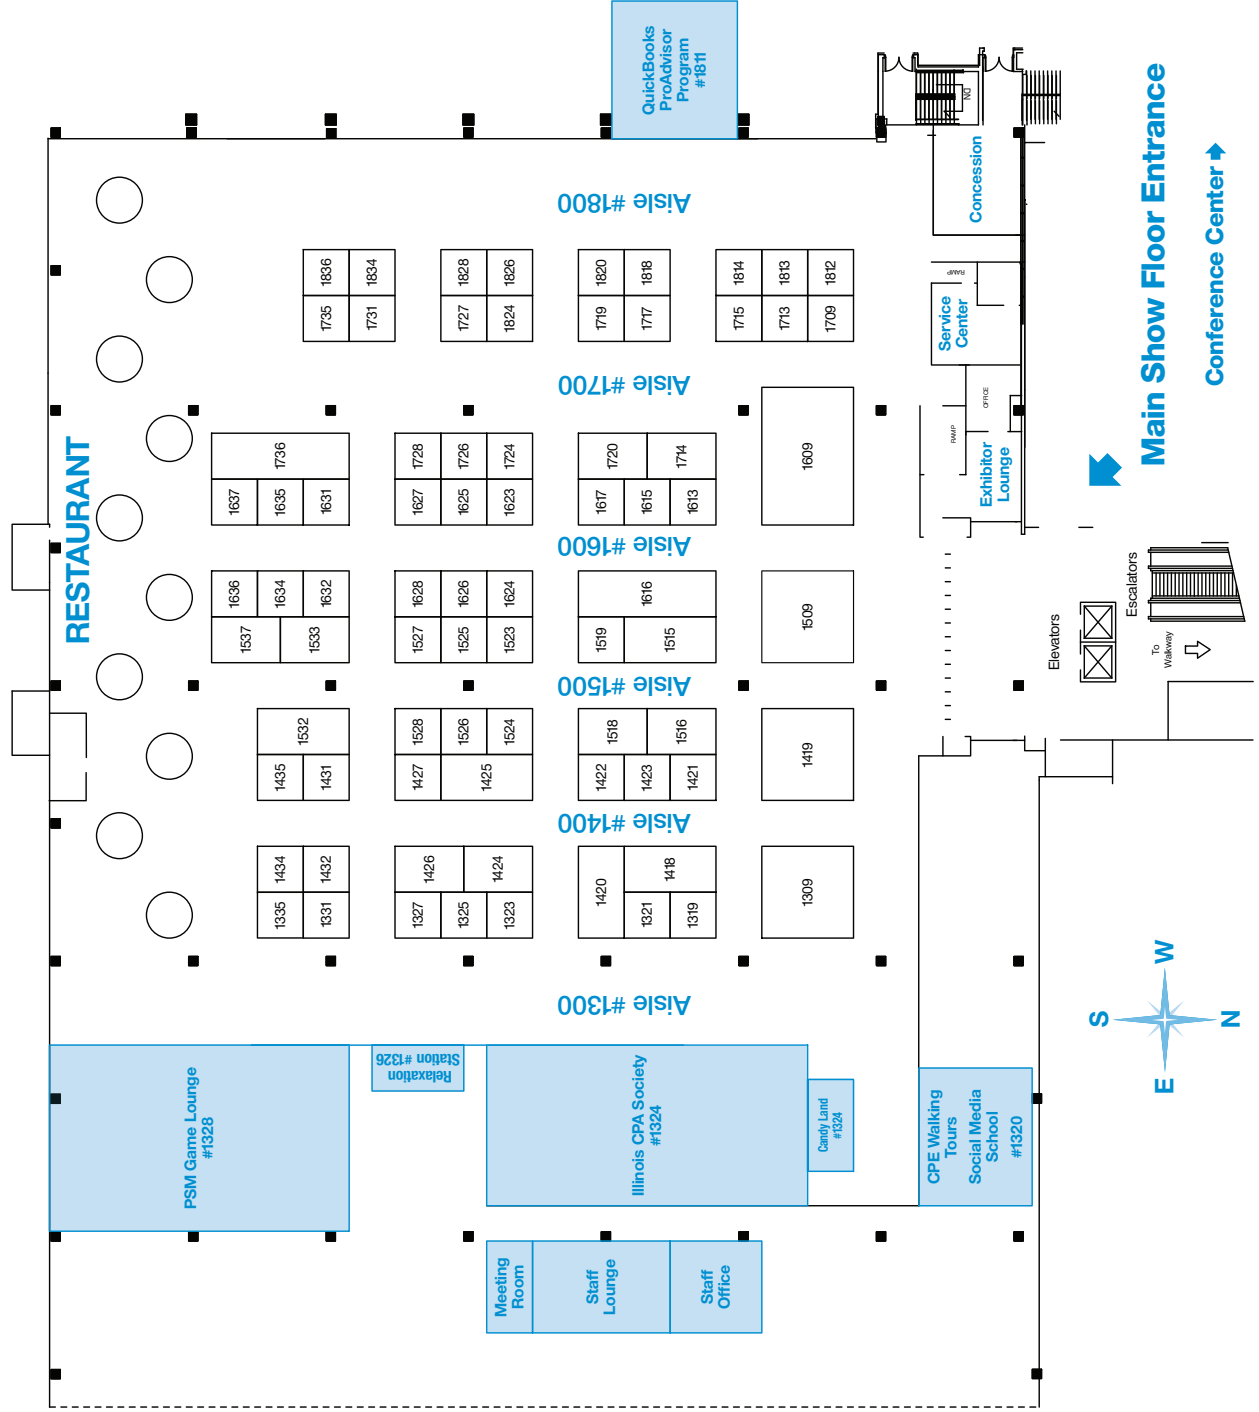 QuickBooks
ProAdvisor
Program
#1811
DN
Concession
Aisle #1800
RAMP
1836
1834
1828
1826
1820
1818
1814
1813
1812
1735
1731
1727
1824
1719
1717
1715
1713
1709
Service
Center
Main Show Floor Entrance
Conference Center
Aisle #1700
OFFICE
RAMP
RESTAURANT
1736
1728
1726
1724
1720
1714
1609
1637
1635
1631
1627
1625
1623
1617
1615
1613
Exhibitor
Lounge
Aisle #1600
1636
1634
1632
1628
1626
1624
1616
1509
1537
1533
1527
1525
1523
1519
1515
Elevators
Escalators
To
Walkway
Aisle #1500
1532
1528
1526
1524
1518
1516
1419
1435
1431
1427
1425
1422
1423
1421
Aisle #1400
1434
1432
1426
1424
1420
1418
1309
1335
1331
1327
1325
1323
1321
1319
Aisle #1300
S
W
E
N
PSM Game Lounge
#1328
Relaxation
Station #1326
Illinois CPA Society
#1324
Candy Land
#1324
CPE Walking
Tours
Social Media
School
#1320
Meeting
Room
Staff
Lounge
Staff
Office